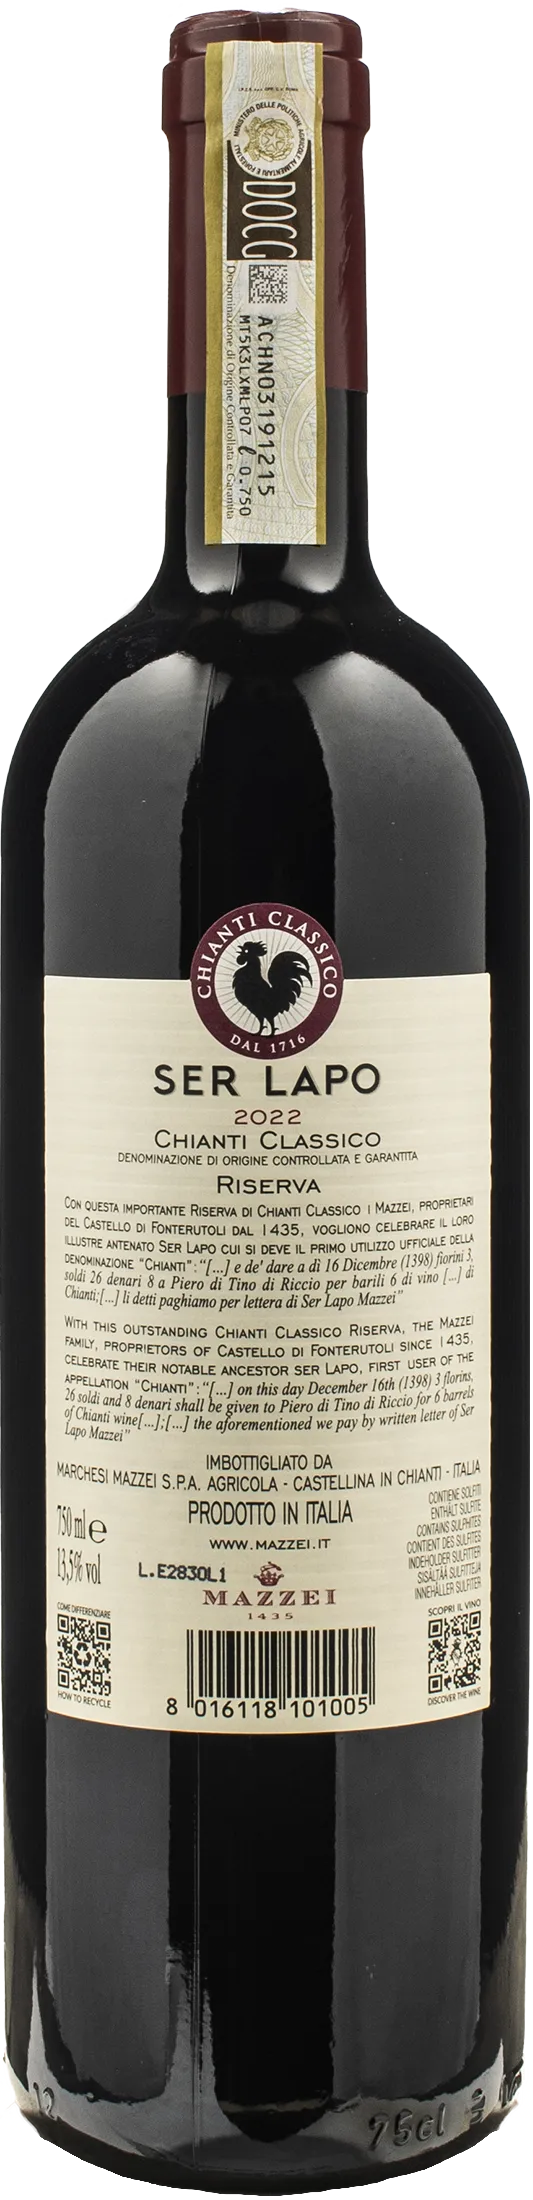 I.P.Z.S. S.p.A. - OFF. C.V. ROMA
MINISTERO DELLE POLITICHE AGRICOLE ALIMENTARI E FORESTALI
DOCG
Denominazione di Origine Controllata e Garantita
ACHN03191215
MT5K3LXMLP07 ℓ 0.750
CHIANTI CLASSICO
DAL 1716
SER LAPO
2022
CHIANTI CLASSICO
DENOMINAZIONE DI ORIGINE CONTROLLATA E GARANTITA
RISERVA
CON QUESTA IMPORTANTE RISERVA DI CHIANTI CLASSICO I MAZZEI, PROPRIETARI
DEL CASTELLO DI FONTERUTOLI DAL 1435, VOGLIONO CELEBRARE IL LORO
ILLUSTRE ANTENATO SER LAPO CUI SI DEVE IL PRIMO UTILIZZO UFFICIALE DELLA
DENOMINAZIONE "CHIANTI": "[...] e de' dare a dì 16 Dicembre (1398) fiorini 3,
soldi 26 denari 8 a Piero di Tino di Riccio per barili 6 di vino [...] di
Chianti;[...] li detti paghiamo per lettera di Ser Lapo Mazzei"
WITH THIS OUTSTANDING CHIANTI CLASSICO RISERVA, THE MAZZEI
FAMILY, PROPRIETORS OF CASTELLO DI FONTERUTOLI SINCE 1435,
CELEBRATE THEIR NOTABLE ANCESTOR SER LAPO, FIRST USER OF THE
APPELLATION "CHIANTI": "[...] on this day December 16th (1398) 3 florins,
26 soldi and 8 denari shall be given to Piero di Tino di Riccio for 6 barrels
of Chianti wine[...];[...] the aforementioned we pay by written letter of Ser
Lapo Mazzei"
IMBOTTIGLIATO DA
MARCHESI MAZZEI S.P.A. AGRICOLA - CASTELLINA IN CHIANTI - ITALIA
PRODOTTO IN ITALIA
WWW.MAZZEI.IT
750 ml e
13,5% vol
L.E2830L1
MAZZEI
1435
CONTIENE SOLFITI
ENTHÄLT SULFITE
CONTAINS SULPHITES
CONTIENT DES SULFITES
INDEHOLDER SULFITTER
SISÄLTÄÄ SULFIITTEJA
INNEHÅLLER SULFITER
COME DIFFERENZIARE
HOW TO RECYCLE
SCOPRI IL VINO
DISCOVER THE WINE
8 016118 101005
12
75cl